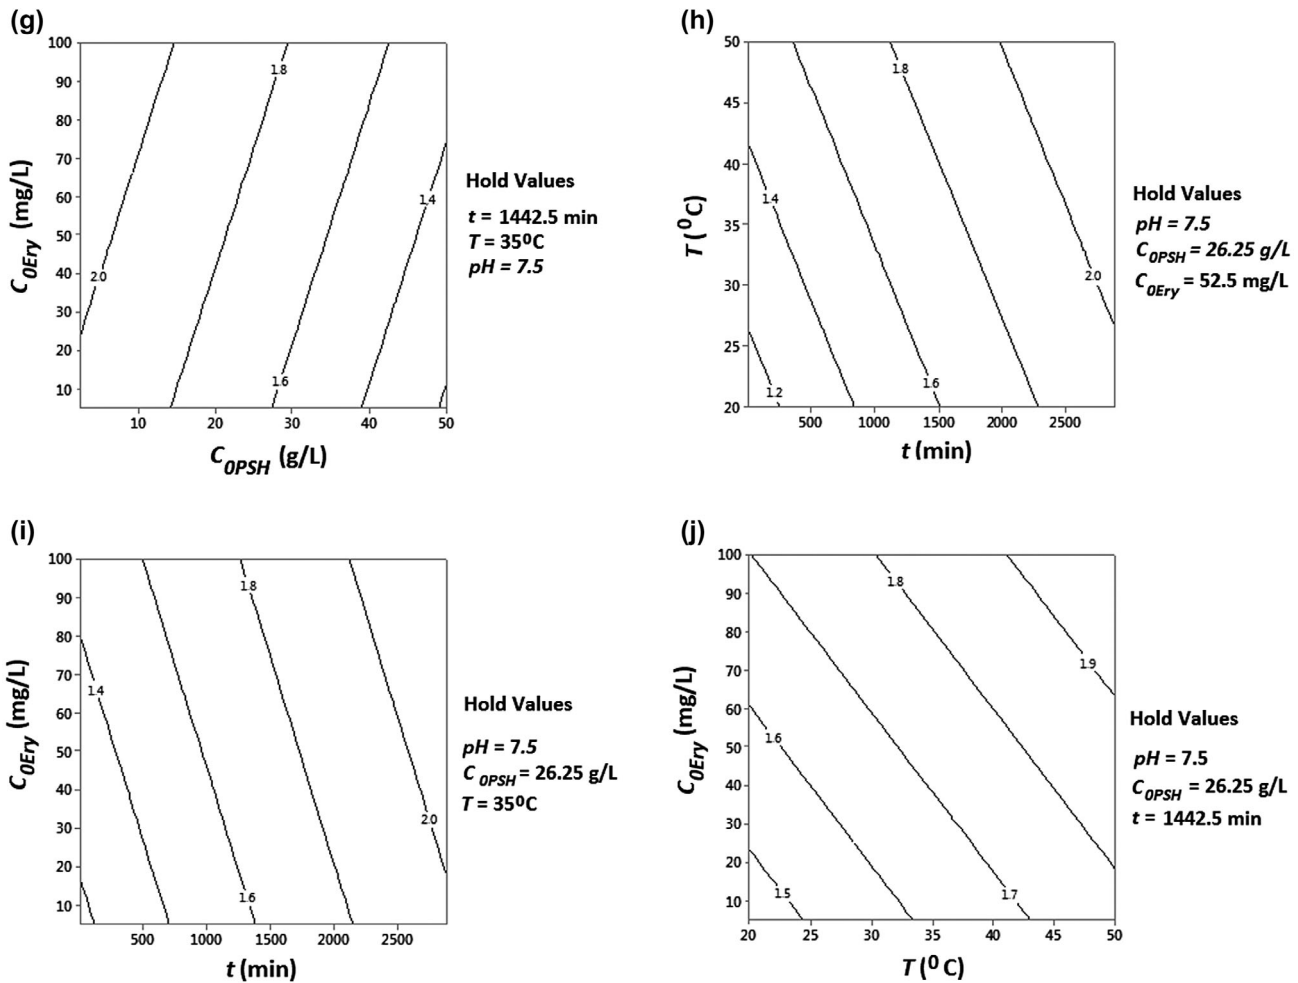 (g)
100
90
80
70
60
50
40
30
20
10
C0Ery (mg/L)
2.0
1.8
1.6
1.4
10
20
30
40
50
C0PSH (g/L)
Hold Values
t = 1442.5 min
T = 35⁰C
pH = 7.5
(h)
50
45
40
35
30
25
20
T (⁰C)
1.8
1.4
2.0
1.6
1.2
500
1000
1500
2000
2500
t (min)
Hold Values
pH = 7.5
C0PSH = 26.25 g/L
C0Ery = 52.5 mg/L
(i)
100
90
80
70
60
50
40
30
20
10
C0Ery (mg/L)
1.8
1.4
2.0
1.6
500
1000
1500
2000
2500
t (min)
Hold Values
pH = 7.5
C0PSH = 26.25 g/L
T = 35⁰C
(j)
100
90
80
70
60
50
40
30
20
10
C0Ery (mg/L)
1.8
1.9
1.6
1.5
1.7
20
25
30
35
40
45
50
T (⁰C)
Hold Values
pH = 7.5
C0PSH = 26.25 g/L
t = 1442.5 min